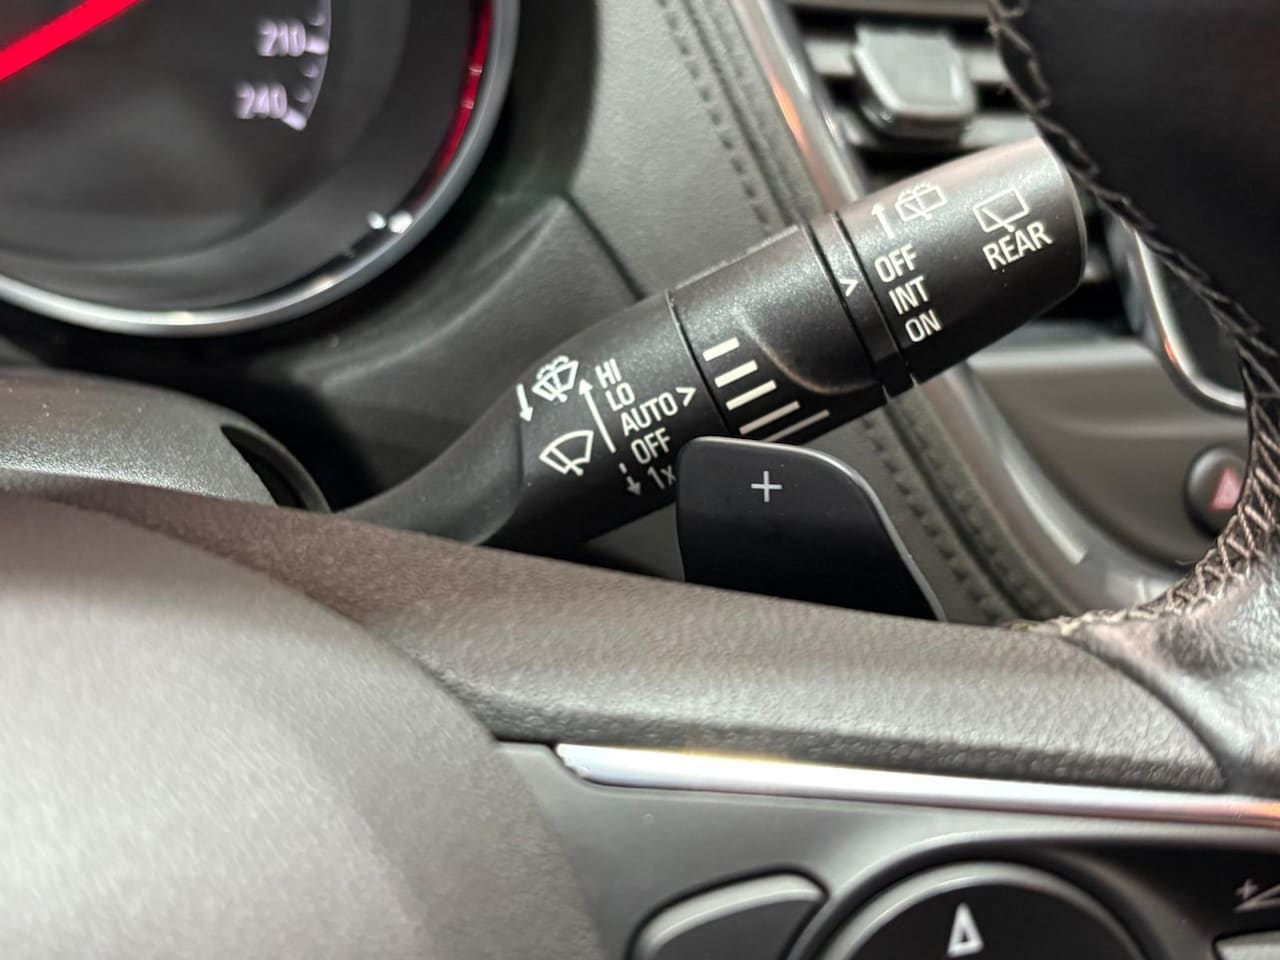 210
240
OFF
INT
ON
REAR
HI
LO
AUTO >
OFF
1x
+